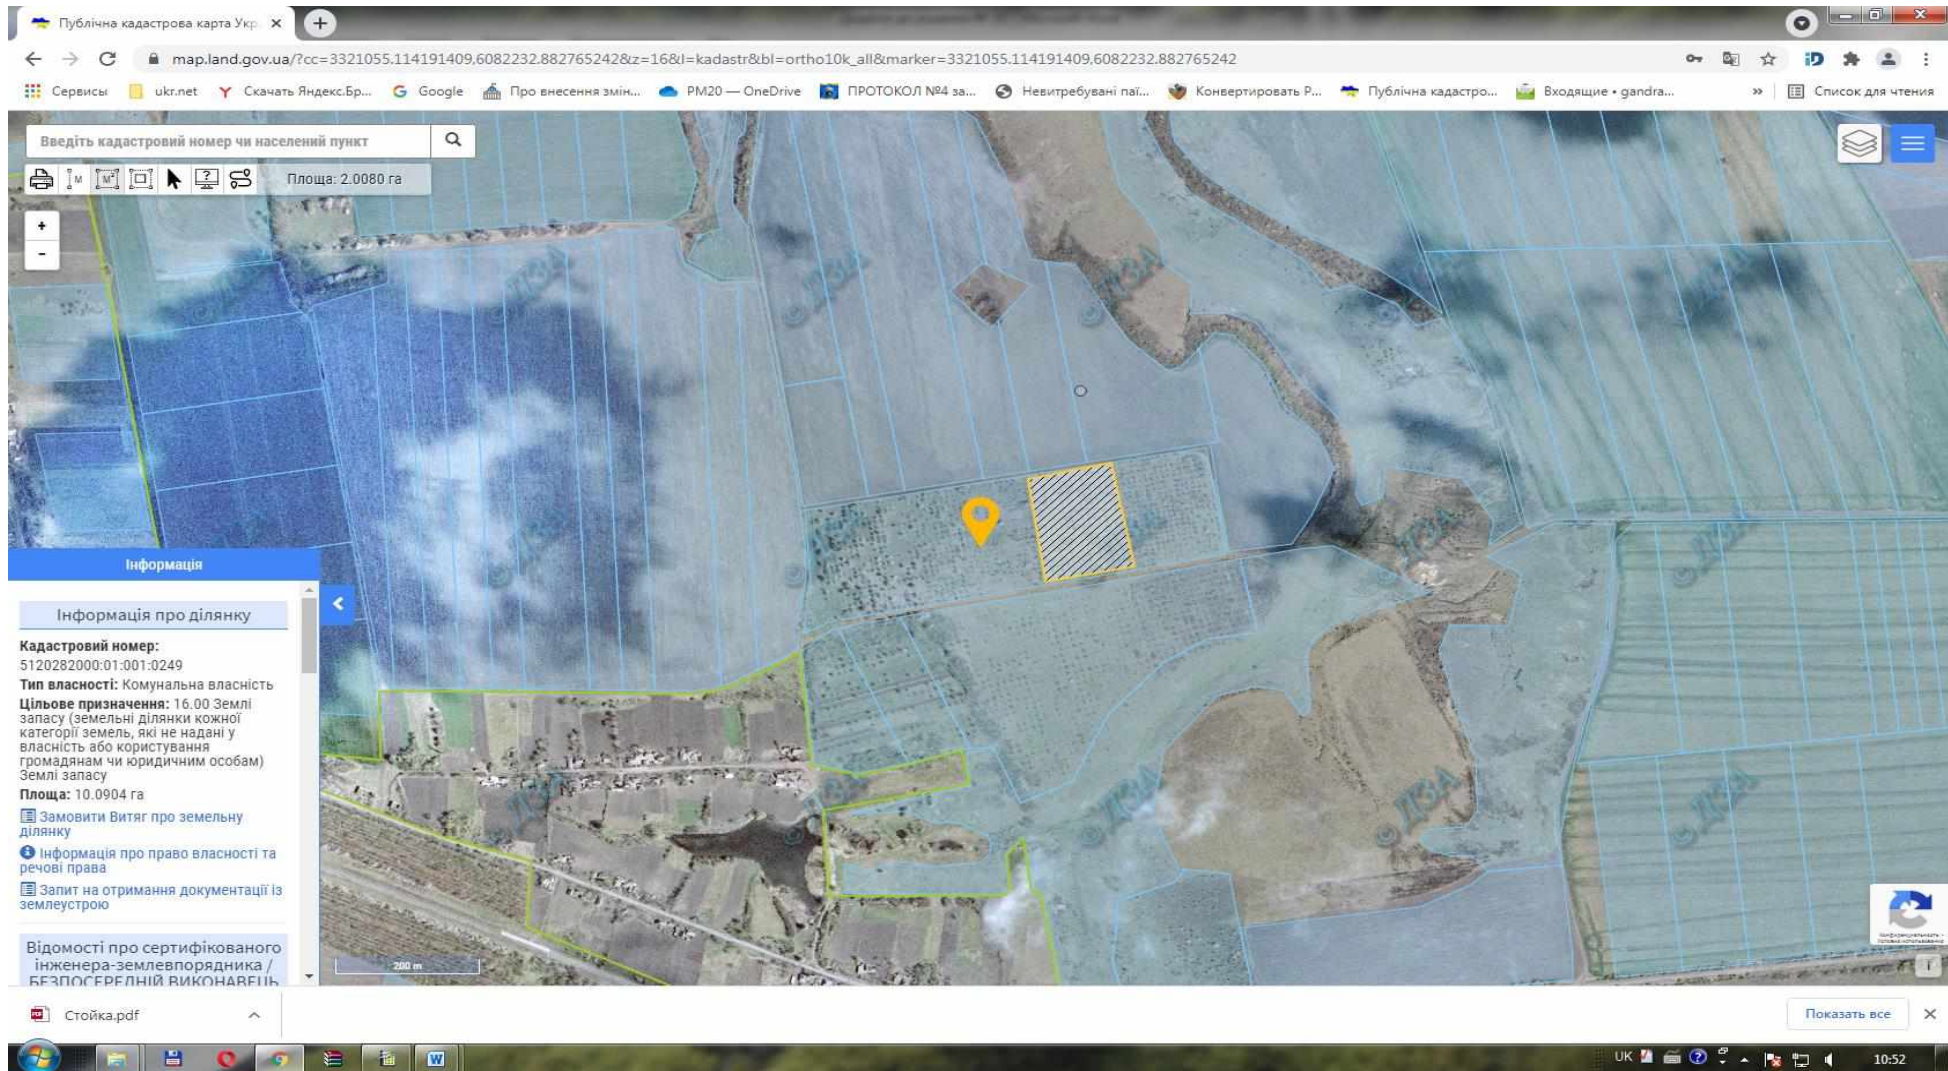 Публічна кадастрова карта Укр
map.land.gov.ua/?cc=3321055.114191409,6082232.882765242&z=16&l=kadastr&bl=ortho10k_all&marker=3321055.114191409,6082232.882765242
Сервисы
ukr.net
Скачать Яндекс.Бр...
Google
Про внесення змін...
PM20 — OneDrive
ПРОТОКОЛ №4 за...
Невитребувані паї...
Конвертировать P...
Публічна кадастро...
Входящие • gandra...
»
Список для чтения
Введіть кадастровий номер чи населений пункт
Площа: 2.0080 га
+
-
© ДЗА
Інформація
Інформація про ділянку
Кадастровий номер:
5120282000:01:001:0249
Тип власності: Комунальна власність
Цільове призначення: 16.00 Землі
запасу (земельні ділянки кожної
категорії земель, які не надані у
власність або користування
громадянам чи юридичним особам)
Землі запасу
Площа: 10.0904 га
Замовити Витяг про земельну
ділянку
Інформація про право власності та
речові права
Запит на отримання документації із
землеустрою
Відомості про сертифікованого
інженера-землевпорядника /
БЕЗПОСЕРЕДНІЙ ВИКОНАВЕЦЬ
200 m
Стойка.pdf
Показать все
UK
10:52